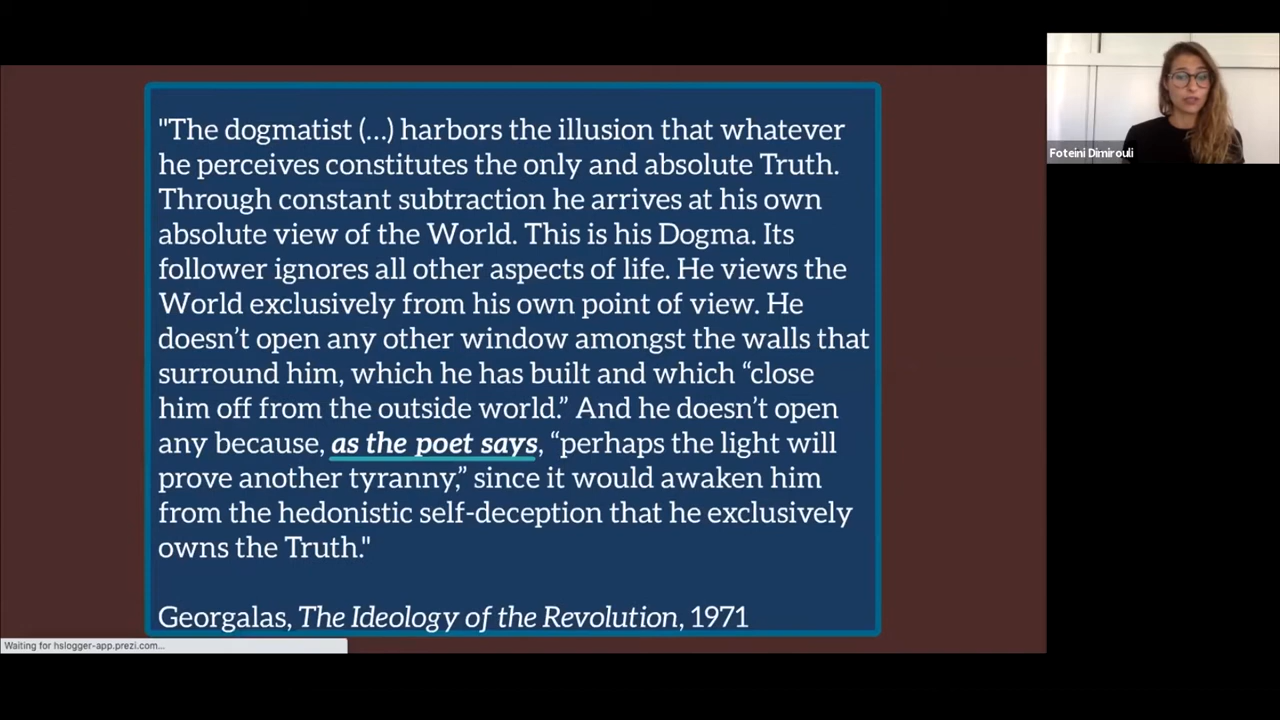 "The dogmatist (...) harbors the illusion that whatever
he perceives constitutes the only and absolute Truth.
Through constant subtraction he arrives at his own
absolute view of the World. This is his Dogma. Its
follower ignores all other aspects of life. He views the
World exclusively from his own point of view. He
doesn’t open any other window amongst the walls that
surround him, which he has built and which “close
him off from the outside world.” And he doesn’t open
any because, as the poet says, “perhaps the light will
prove another tyranny,” since it would awaken him
from the hedonistic self-deception that he exclusively
owns the Truth."
Georgalas, The Ideology of the Revolution, 1971
Waiting for hslogger-app.prezi.com...
Foteini Dimirouli